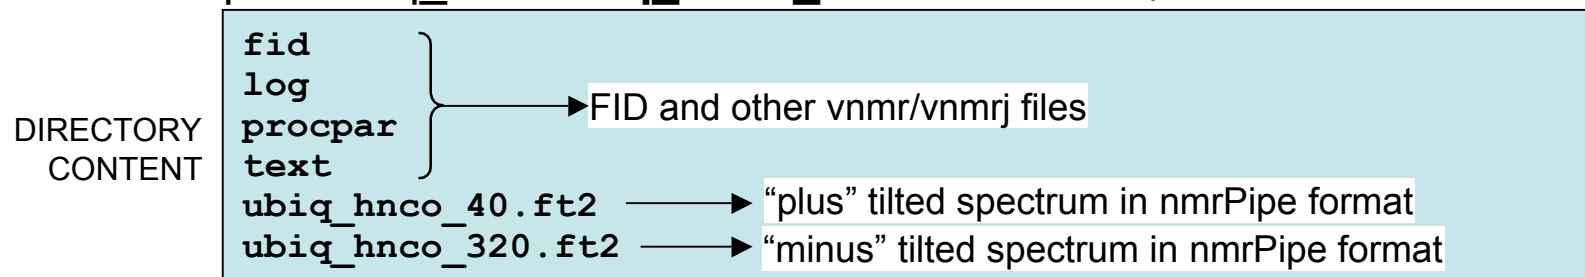 DIRECTORY
CONTENT
fid
log
procpar
text
FID and other vnmr/vnmrj files
ubiq_hnco_40.ft2 “plus” tilted spectrum in nmrPipe format
ubiq_hnco_320.ft2 “minus” tilted spectrum in nmrPipe format